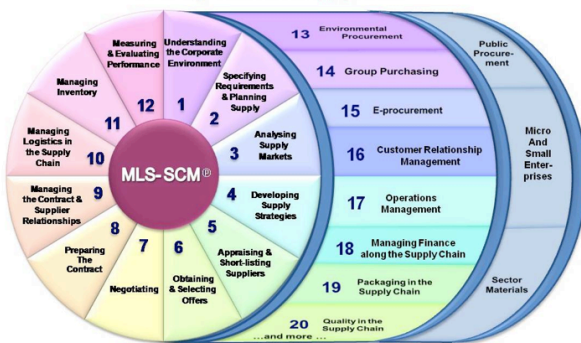 Understanding
the Corporate
Environment
1
Specifying
Requirements
& Planning
Supply
2
Analysing
Supply
Markets
3
Developing
Supply
Strategies
4
Appraising &
Short-listing
Suppliers
5
Obtaining
& Selecting
Offers
6
Negotiating
7
Preparing
The
Contract
8
Managing
the Contract &
Supplier
Relationships
9
Managing
Logistics in
the Supply
Chain
10
Managing
Inventory
11
Measuring
& Evaluating
Performance
12
MLS-SCM®
13 Environmental
Procurement
14 Group Purchasing
15 E-procurement
16 Customer Relationship
Management
17 Operations
Management
18 Managing Finance
along the Supply Chain
19 Packaging in the
Supply Chain
20 Quality in the
Supply Chain
...and more ...
Public
Procure-
ment
Micro
And
Small
Enter-
prises
Sector
Materials